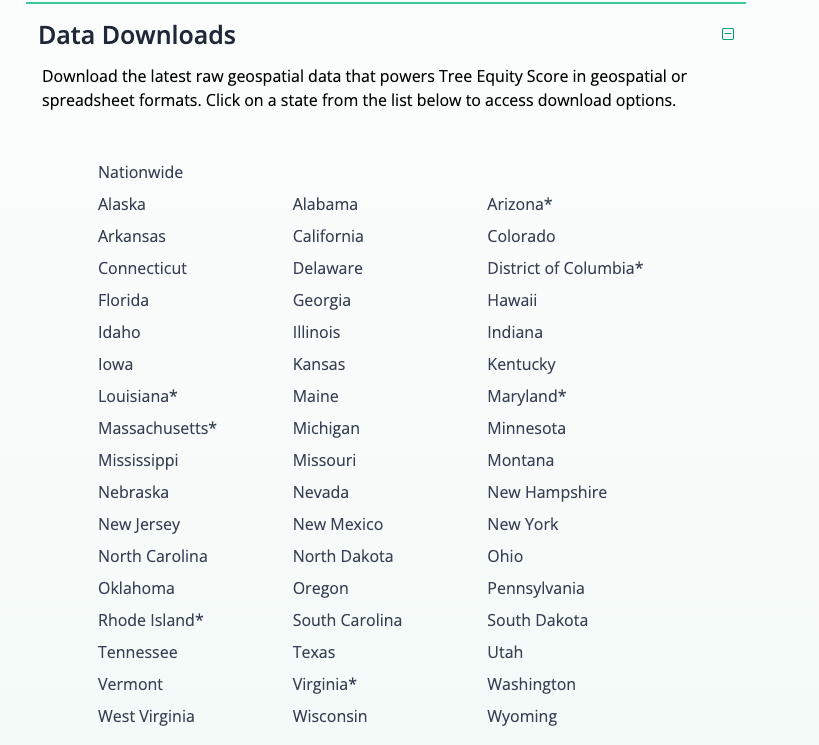 Data Downloads
Download the latest raw geospatial data that powers Tree Equity Score in geospatial or
spreadsheet formats. Click on a state from the list below to access download options.
Nationwide
Alaska Alabama Arizona*
Arkansas California Colorado
Connecticut Delaware District of Columbia*
Florida Georgia Hawaii
Idaho Illinois Indiana
Iowa Kansas Kentucky
Louisiana* Maine Maryland*
Massachusetts* Michigan Minnesota
Mississippi Missouri Montana
Nebraska Nevada New Hampshire
New Jersey New Mexico New York
North Carolina North Dakota Ohio
Oklahoma Oregon Pennsylvania
Rhode Island* South Carolina South Dakota
Tennessee Texas Utah
Vermont Virginia* Washington
West Virginia Wisconsin Wyoming